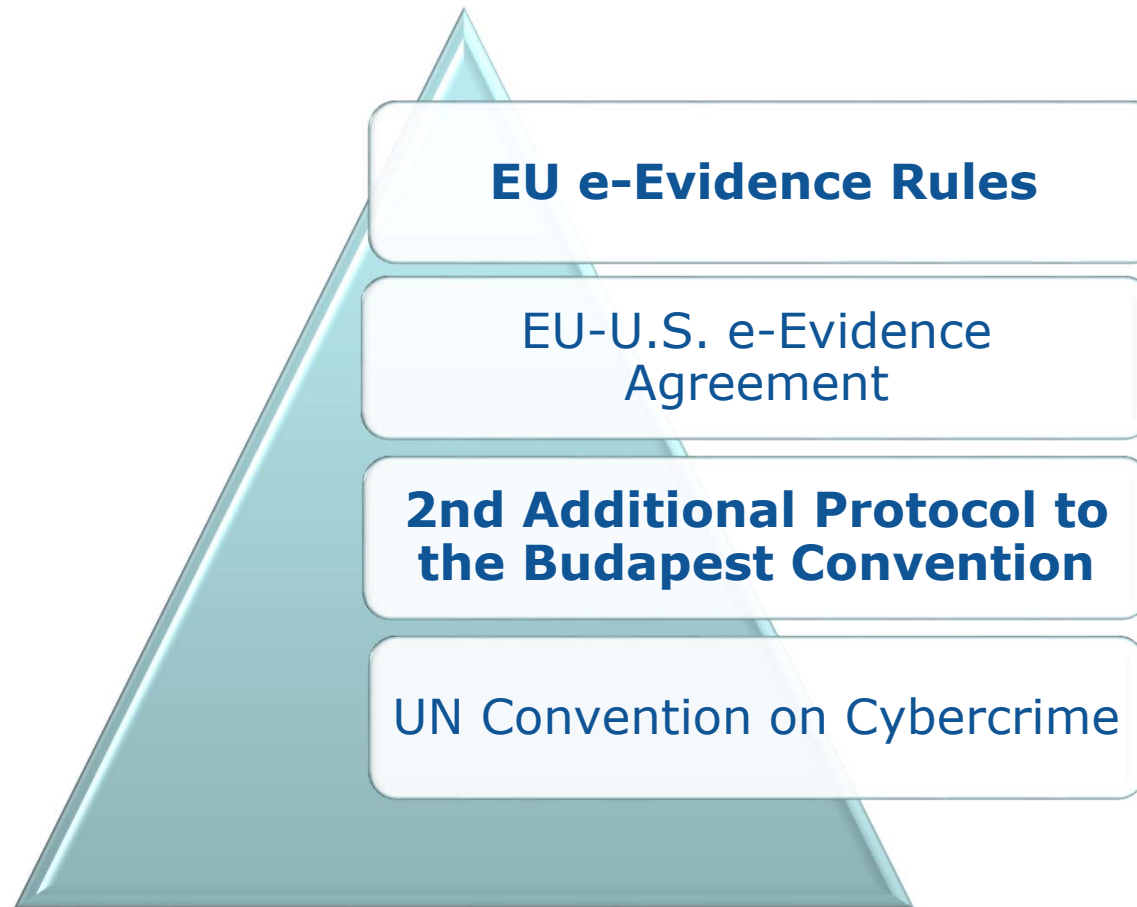 EU e-Evidence Rules
EU-U.S. e-Evidence
Agreement
2nd Additional Protocol to
the Budapest Convention
UN Convention on Cybercrime